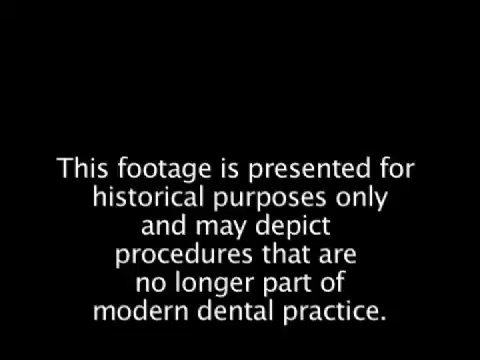 This footage is presented for
historical purposes only
and may depict
procedures that are
no longer part of
modern dental practice.